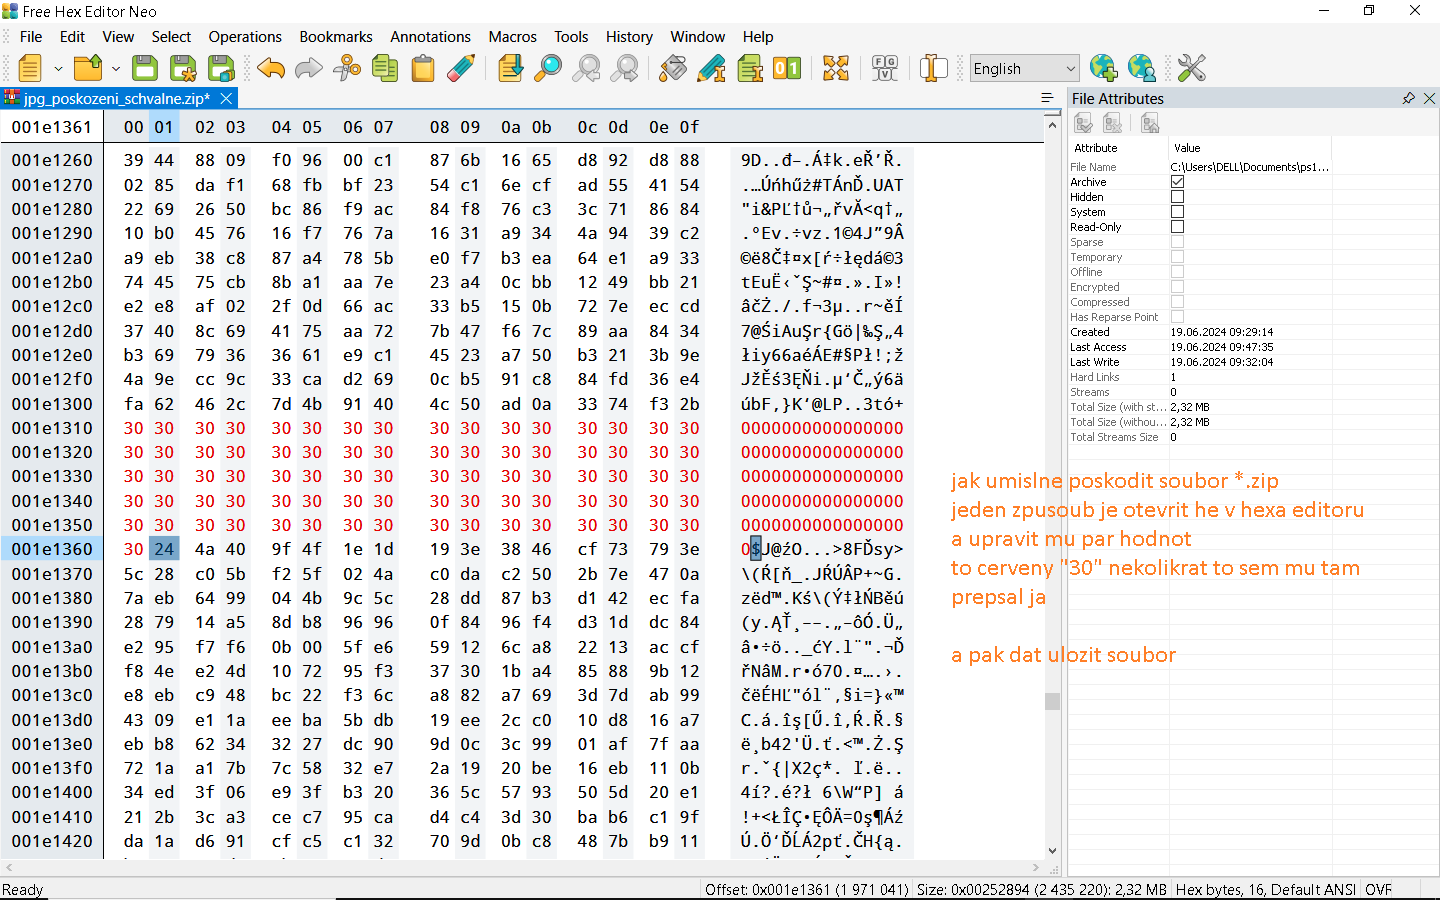 Free Hex Editor Neo
File Edit View Select Operations Bookmarks Annotations Macros Tools History Window Help
English
jpg_poskozeni_schvalne.zip*
001e1361 00 01 02 03 04 05 06 07 08 09 0a 0b 0c 0d 0e 0f
001e1260 39 44 88 09 f0 96 00 c1 87 6b 16 65 d8 92 d8 88 9D..đ–.Á‡k.eŘ’Ř.
001e1270 02 85 da f1 68 fb bf 23 54 c1 6e cf ad 55 41 54 .…Úńhűż#TÁnĎ.UAT
001e1280 22 69 26 50 bc 86 f9 ac 84 f8 76 c3 3c 71 86 84 "i&PĽ†ů¬„řvĂ<q†„
001e1290 10 b0 45 76 16 f7 76 7a 16 31 a9 34 4a 94 39 c2 .°Ev.÷vz.1©4J”9Â
001e12a0 a9 eb 38 c8 87 a4 78 5b e0 f7 b3 ea 64 e1 a9 33 ©ë8Č‡¤x[ŕ÷łędá©3
001e12b0 74 45 75 cb 8b a1 aa 7e 23 a4 0c bb 12 49 bb 21 tEuË‹ˇŞ~#¤.».I»!
001e12c0 e2 e8 af 02 2f 0d 66 ac 33 b5 15 0b 72 7e ec cd âčŻ./.f¬3µ..r~ěÍ
001e12d0 37 40 8c 69 41 75 aa 72 7b 47 f6 7c 89 aa 84 34 7@ŚiAuŞr{Gö|‰Ş„4
001e12e0 b3 69 79 36 36 61 e9 c1 45 23 a7 50 b3 21 3b 9e łiy66aéÁE#§Pł!;ž
001e12f0 4a 9e cc 9c 33 ca d2 69 0c b5 91 c8 84 fd 36 e4 JžĚś3ĘŇi.µ‘Č„ý6ä
001e1300 fa 62 46 2c 7d 4b 91 40 4c 50 ad 0a 33 74 f3 2b úbF,}K‘@LP..3tó+
001e1310 30 30 30 30 30 30 30 30 30 30 30 30 30 30 30 30 0000000000000000
001e1320 30 30 30 30 30 30 30 30 30 30 30 30 30 30 30 30 0000000000000000
001e1330 30 30 30 30 30 30 30 30 30 30 30 30 30 30 30 30 0000000000000000
001e1340 30 30 30 30 30 30 30 30 30 30 30 30 30 30 30 30 0000000000000000
001e1350 30 30 30 30 30 30 30 30 30 30 30 30 30 30 30 30 0000000000000000
001e1360 30 24 4a 40 9f 4f 1e 1d 19 3e 38 46 cf 73 79 3e 0$J@źO...>8FĎsy>
001e1370 5c 28 c0 5b f2 5f 02 4a c0 da c2 50 2b 7e 47 0a \(Ŕ[ň_.JŔÚÂP+~G.
001e1380 7a eb 64 99 04 4b 9c 5c 28 dd 87 b3 d1 42 ec fa zëd™.Kś\(Ý‡łŃBěú
001e1390 28 79 14 a5 8d b8 96 96 0f 84 96 f4 d3 1d dc 84 (y.ĄŤ¸––.„–ôÓ.Ü„
001e13a0 e2 95 f7 f6 0b 00 5f e6 59 12 6c a8 22 13 ac cf â•÷ö.._ćY.l¨".¬Ď
001e13b0 f8 4e e2 4d 10 72 95 f3 37 30 1b a4 85 88 9b 12 řNâM.r•ó70.¤….›.
001e13c0 e8 eb c9 48 bc 22 f3 6c a8 82 a7 69 3d 7d ab 99 čëÉHĽ"ól¨‚§i=}«™
001e13d0 43 09 e1 1a ee ba 5b db 19 ee 2c c0 10 d8 16 a7 C.á.îş[Ű.î,Ŕ.Ř.§
001e13e0 eb b8 62 34 32 27 dc 90 9d 0c 3c 99 01 af 7f aa ë¸b42'Ü.ť.<™.Ż.Ş
001e13f0 72 1a a1 7b 7c 58 32 e7 2a 19 20 be 16 eb 11 0b r.ˇ{|X2ç*. ľ.ë..
001e1400 34 ed 3f 06 e9 3f b3 20 36 5c 57 93 50 5d 20 e1 4í?.é?ł 6\W“P] á
001e1410 21 2b 3c a3 ce c7 95 ca d4 c4 3d 30 ba b6 c1 9f !+<ŁÎÇ•ĘÔÄ=0ş¶Áź
001e1420 da 1a d6 91 cf c5 c1 32 70 9d 0b c8 48 7b b9 11 Ú.Ö‘ĎĹÁ2pť.ČH{ą.
File Attributes
Attribute Value
File Name C:\Users\DELL\Documents\ps1...
Archive
Hidden
System
Read-Only
Sparse
Temporary
Offline
Encrypted
Compressed
Has Reparse Point
Created 19.06.2024 09:29:14
Last Access 19.06.2024 09:47:35
Last Write 19.06.2024 09:32:04
Hard Links 1
Streams 0
Total Size (with st... 2,32 MB
Total Size (withou... 2,32 MB
Total Streams Size 0
jak umislne poskodit soubor *.zip
jeden zpusoub je otevrit he v hexa editoru
a upravit mu par hodnot
to cerveny "30" nekolikrat to sem mu tam
prepsal ja
a pak dat ulozit soubor
Ready Offset: 0x001e1361 (1 971 041) Size: 0x00252894 (2 435 220): 2,32 MB Hex bytes, 16, Default ANSI OVR